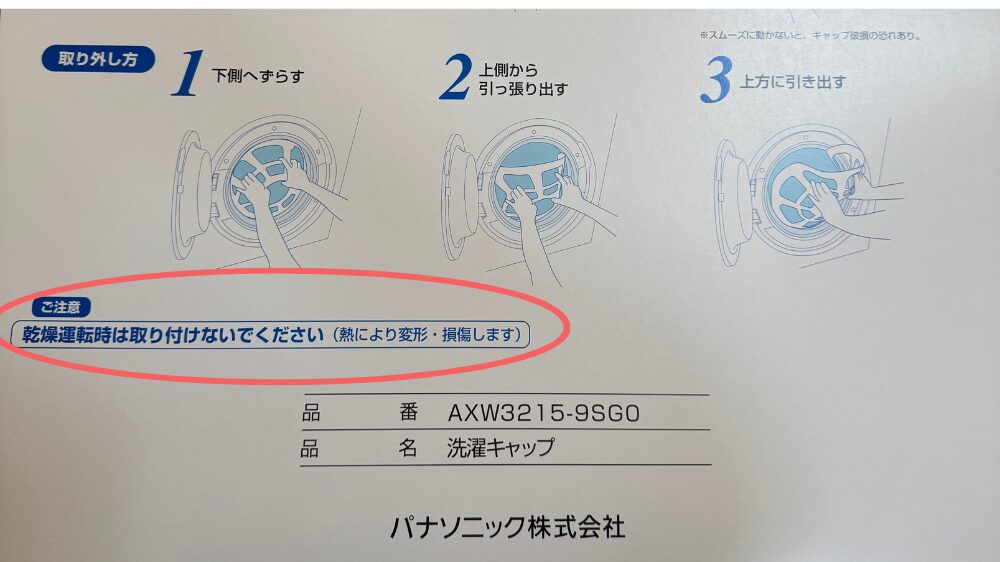 ※スムーズに動かないと、キャップ破損の恐れあり。
取り外し方
1 下側へずらす
2 上側から
引っ張り出す
3 上方に引き出す
ご注意
乾燥運転時は取り付けないでください（熱により変形・損傷します）
品番 AXW3215-9SG0
品名 洗濯キャップ
パナソニック株式会社